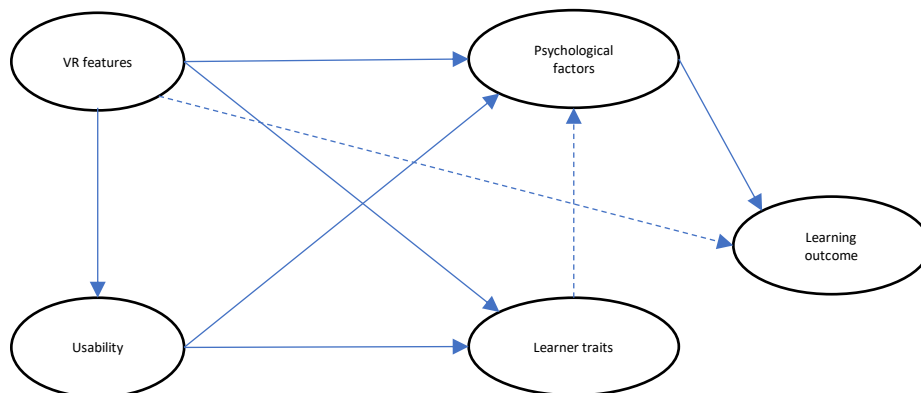 VR features
Psychological
factors
Learning
outcome
Usability
Learner traits